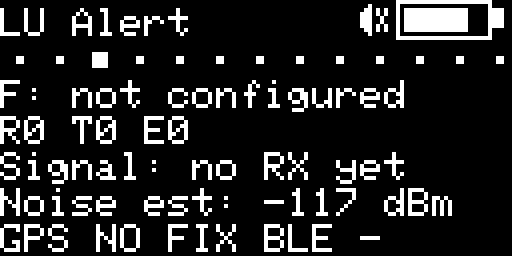 LU Alert
F: not configured
R0 T0 E0
Signal: no RX yet
Noise est: -117 dBm
GPS NO FIX BLE -